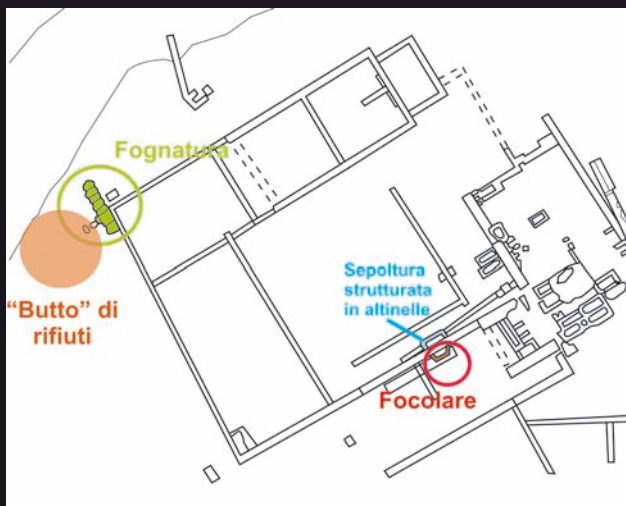 Fognatura
"Butto" di
rifiuti
Sepoltura
strutturata
in altinelle
Focolare